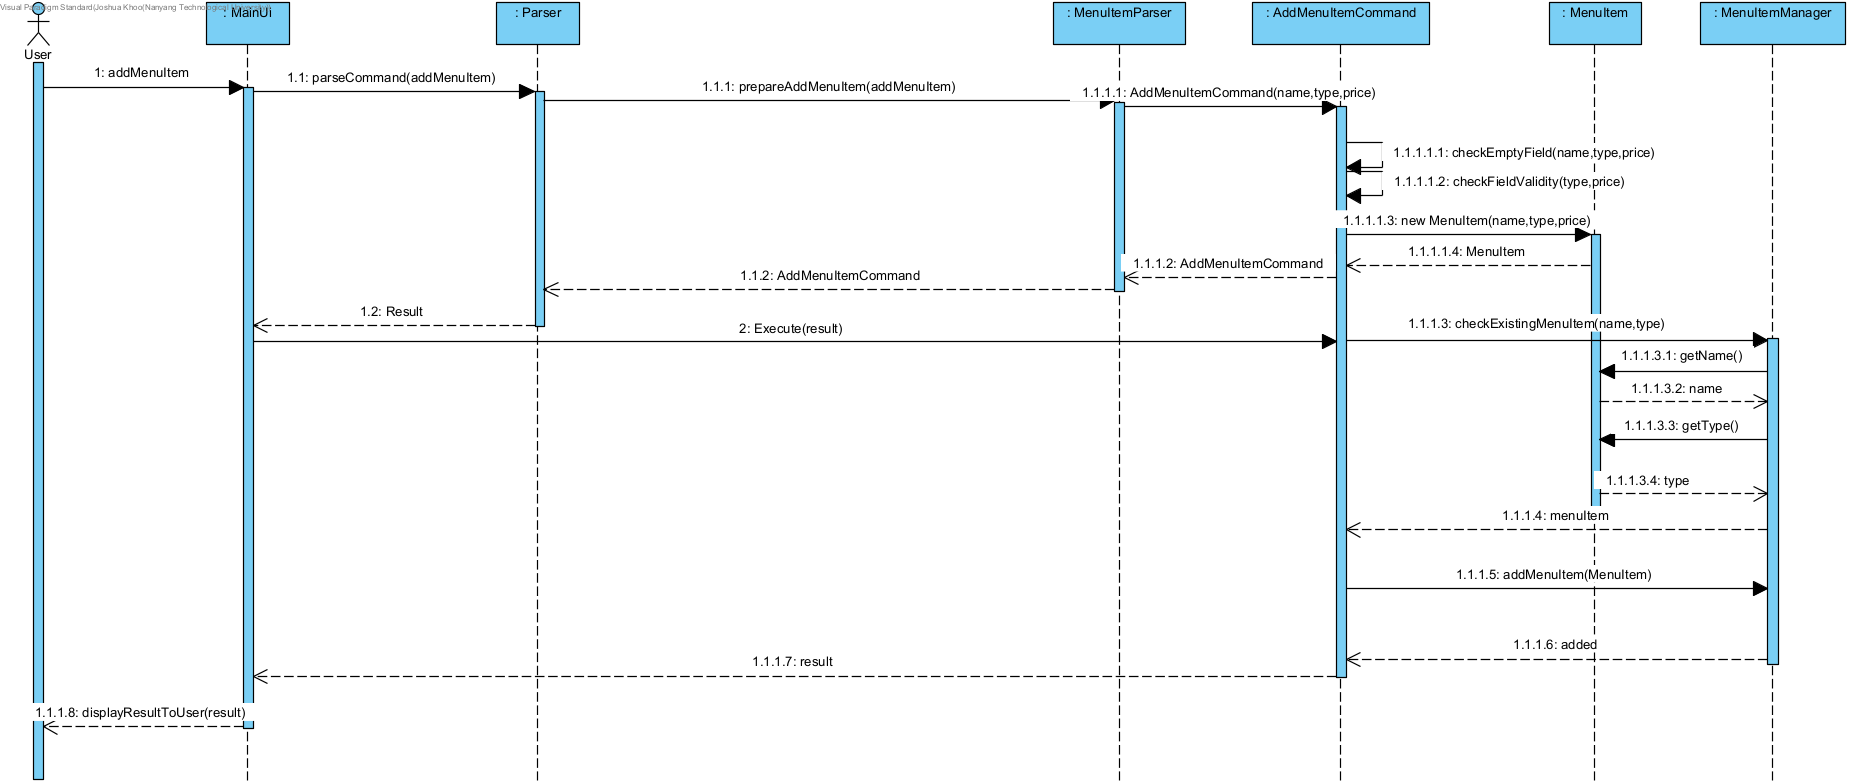 Visual Paradigm Standard(Joshua Khoo(Nanyang Technological University))
: MainUi
: Parser
: MenuItemParser
: AddMenuItemCommand
: MenuItem
: MenuItemManager
User
1: addMenuItem
1.1: parseCommand(addMenuItem)
1.1.1: prepareAddMenuItem(addMenuItem)
1.1.1.1: AddMenuItemCommand(name,type,price)
1.1.1.1.1: checkEmptyField(name,type,price)
1.1.1.1.2: checkFieldValidity(type,price)
1.1.1.1.3: new MenuItem(name,type,price)
1.1.1.1.4: MenuItem
1.1.1.2: AddMenuItemCommand
1.1.2: AddMenuItemCommand
1.2: Result
2: Execute(result)
1.1.1.3: checkExistingMenuItem(name,type)
1.1.1.3.1: getName()
1.1.1.3.2: name
1.1.1.3.3: getType()
1.1.1.3.4: type
1.1.1.4: menuItem
1.1.1.5: addMenuItem(MenuItem)
1.1.1.6: added
1.1.1.7: result
1.1.1.8: displayResultToUser(result)